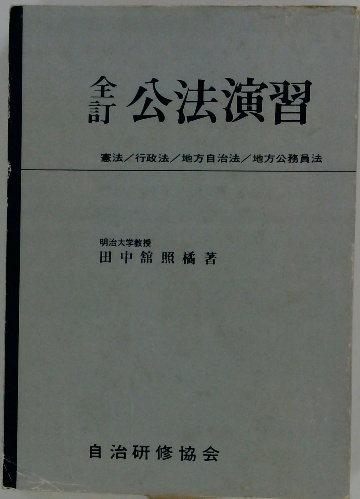 全訂 公法演習
憲法／行政法／地方自治法／地方公務員法
明治大学教授
田中舘照橘著
自治研修協会